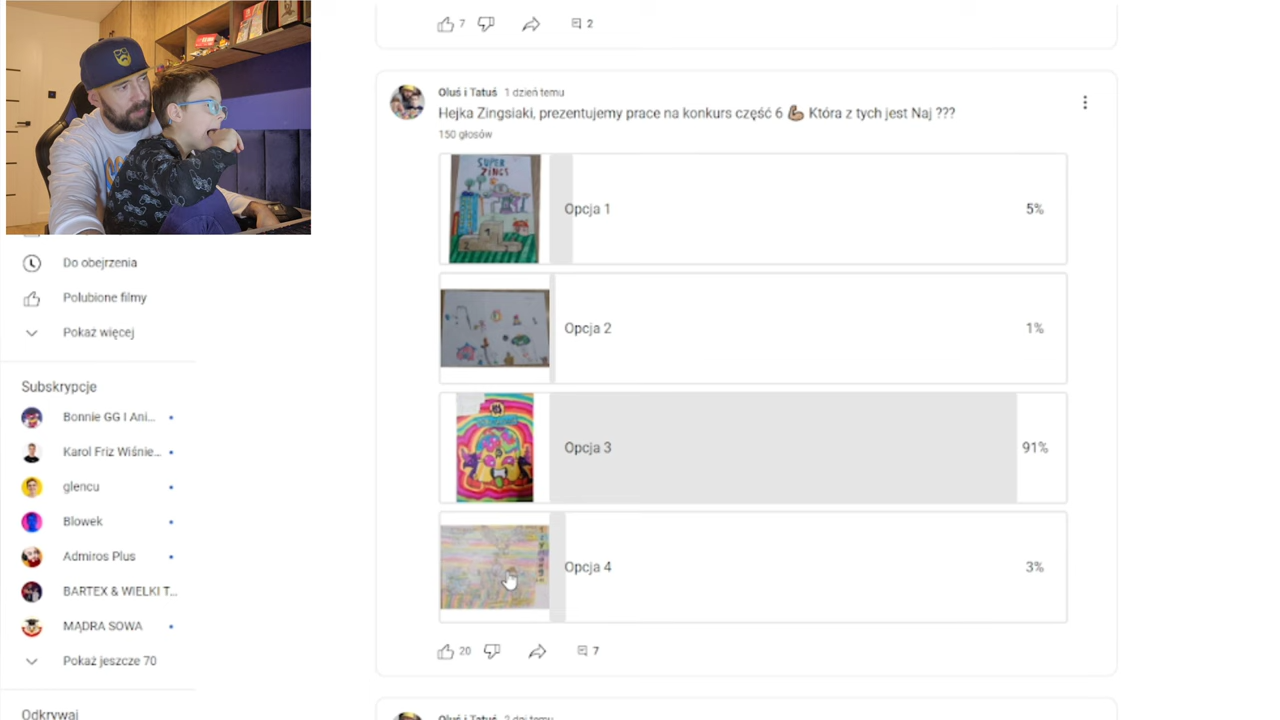 7
2
Oluś i Tatuś 1 dzień temu
Hejka Zingsiaki, prezentujemy prace na konkurs część 6 💪 Która z tych jest Naj ???
150 głosów
SUPER
ZINGS
Opcja 1
5%
Opcja 2
1%
Opcja 3
91%
Opcja 4
3%
20
7
Oluś i Tatuś 2 dni temu
Do obejrzenia
Polubione filmy
Pokaż więcej
Subskrypcje
Bonnie GG I Ani...
Karol Friz Wiśnie...
glencu
Blowek
Admiros Plus
BARTEX & WIELKI T...
MĄDRA SOWA
Pokaż jeszcze 70
Odkrywaj